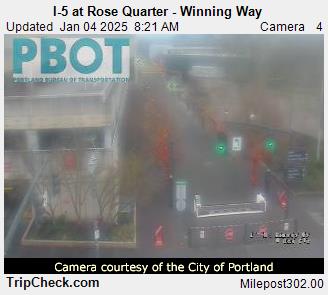 I-5 at Rose Quarter - Winning Way
Updated Jan 04 2025 8:21 AM Camera 4
PBOT
PORTLAND BUREAU OF TRANSPORTATION
Camera courtesy of the City of Portland
TripCheck.com Milepost302.00